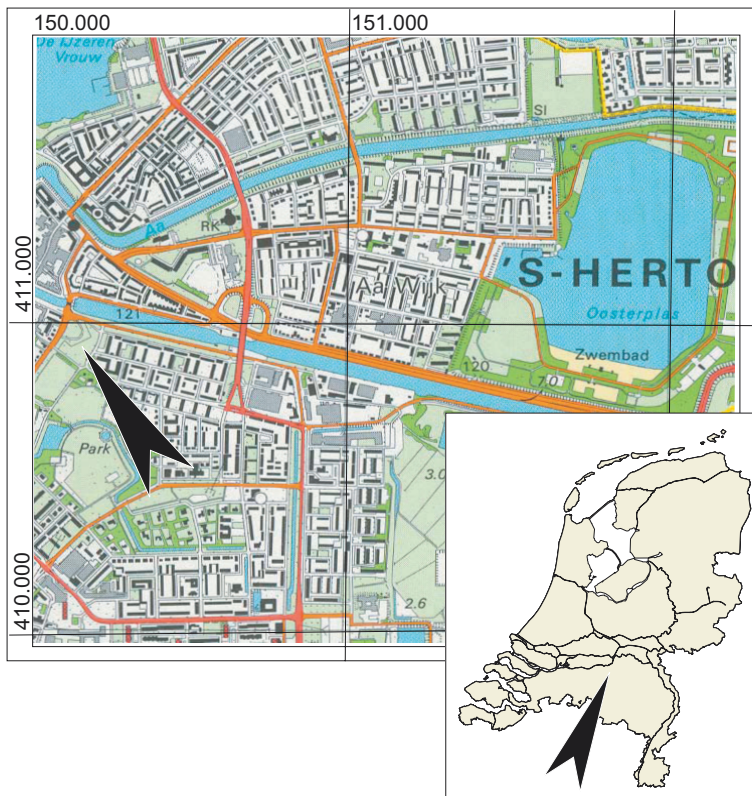 150.000
151.000
De IJzeren
Vrouw
SI
Aa
RK
411.000
'S-HERTO
Aa Wijk
Oosterplas
121
Zwembad
120
7.0
Park
3.0
410.000
2.6